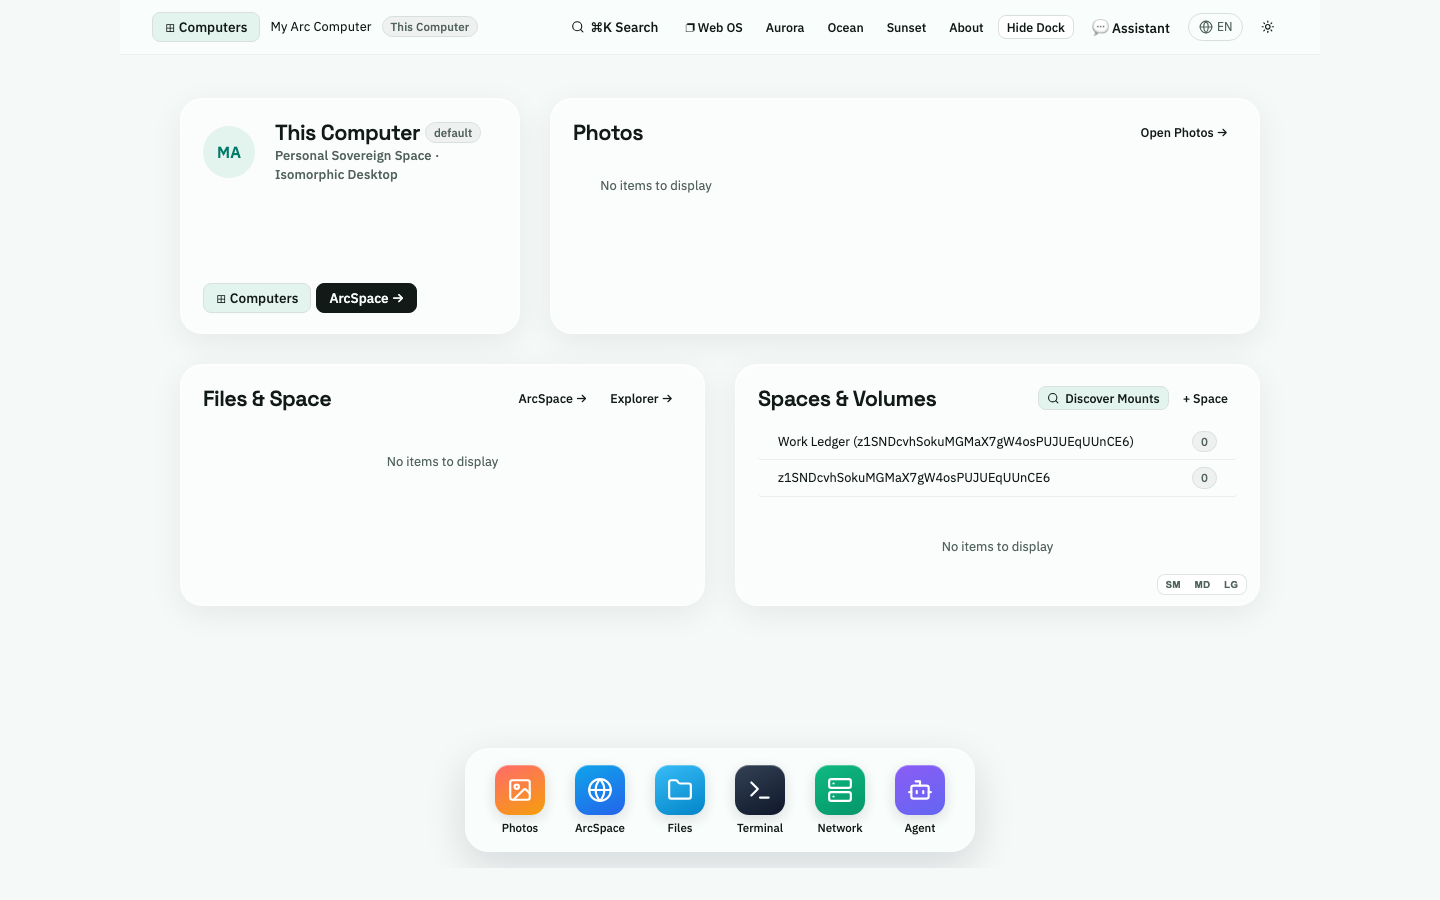 Computers
My Arc Computer
This Computer
⌘K Search
Web OS
Aurora
Ocean
Sunset
About
Hide Dock
Assistant
EN
MA
This Computer
default
Personal Sovereign Space ·
Isomorphic Desktop
Computers
ArcSpace →
Photos
Open Photos →
No items to display
Files & Space
ArcSpace →
Explorer →
No items to display
Spaces & Volumes
Discover Mounts
+ Space
Work Ledger (z1SNDcvhSokuMGMaX7gW4osPUJUEqUUnCE6)
0
z1SNDcvhSokuMGMaX7gW4osPUJUEqUUnCE6
0
No items to display
SM
MD
LG
Photos
ArcSpace
Files
Terminal
Network
Agent